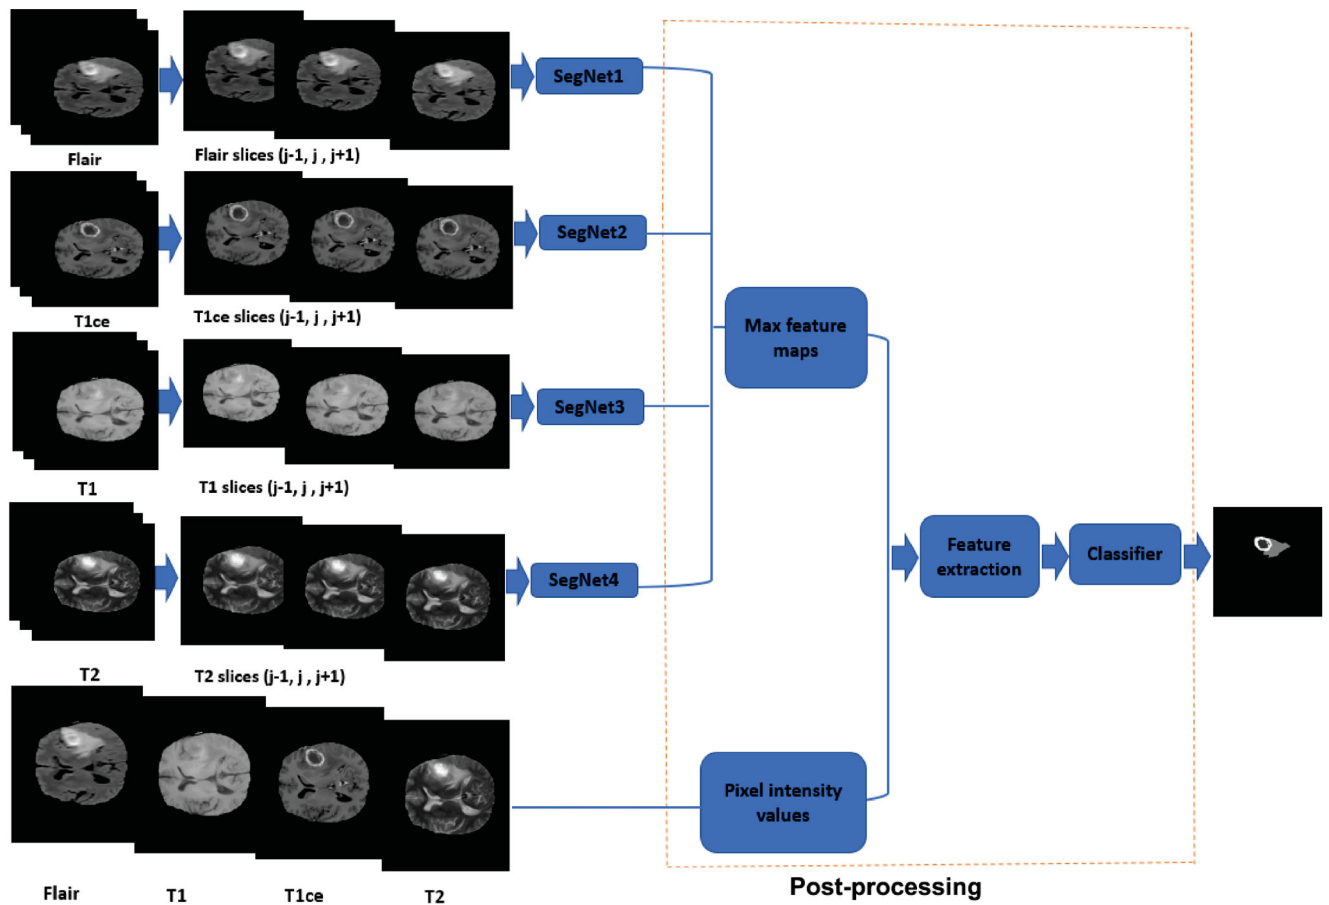 SegNet1
Flair
Flair slices (j-1, j , j+1)
SegNet2
T1ce
T1ce slices (j-1, j , j+1)
Max feature
maps
SegNet3
T1
T1 slices (j-1, j , j+1)
SegNet4
Feature
extraction
Classifier
T2
T2 slices (j-1, j , j+1)
Pixel intensity
values
Flair
T1
T1ce
T2
Post-processing